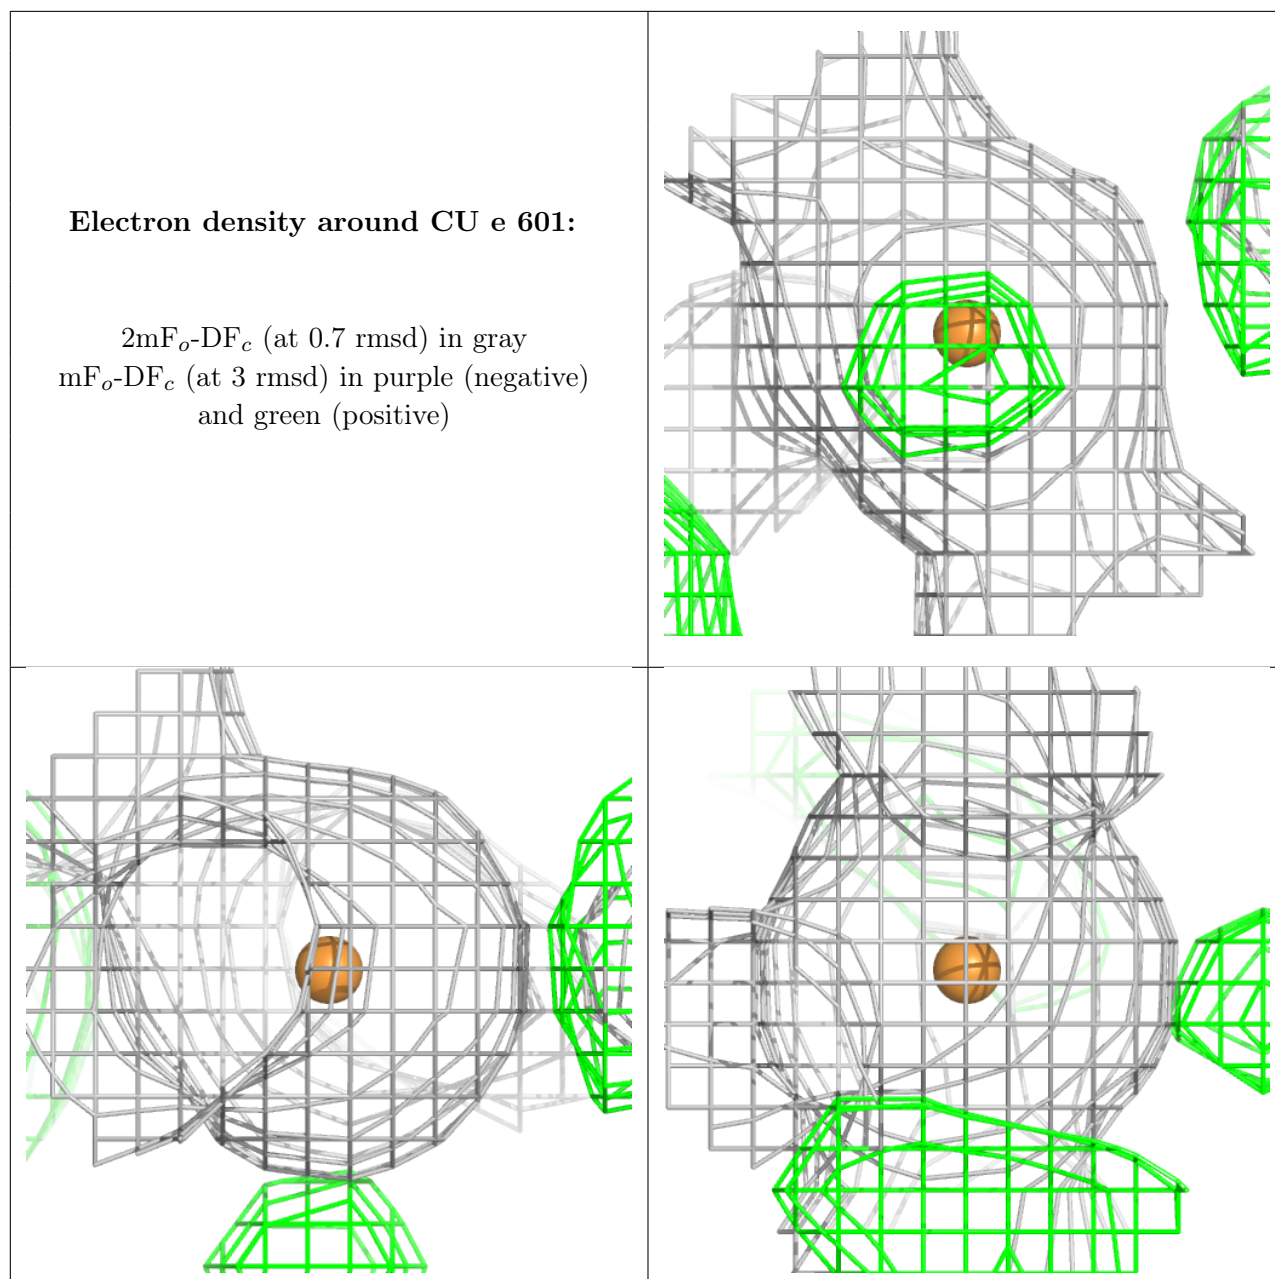 Electron density around CU e 601:
2mFo-DFc (at 0.7 rmsd) in gray
mFo-DFc (at 3 rmsd) in purple (negative)
and green (positive)